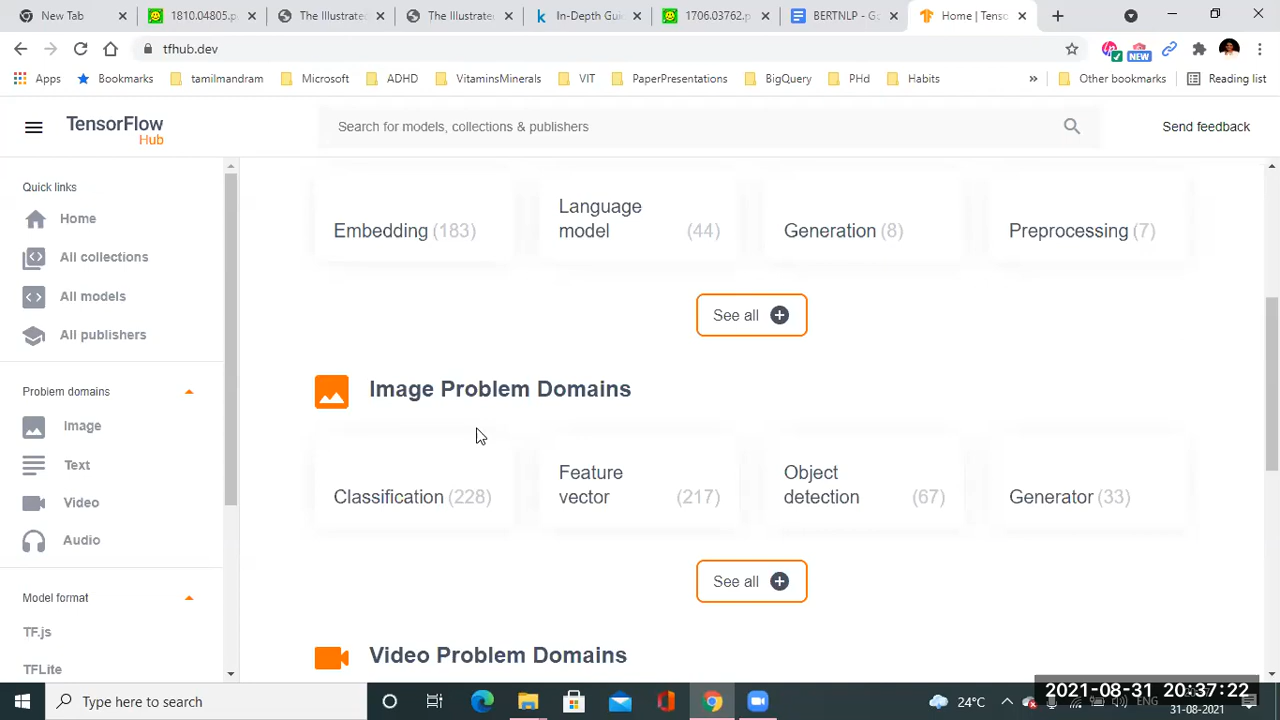 New Tab
1810.04805.p
The Illustrated
The Illustrate
In-Depth Gui
1706.03762.p
BERTNLP - G
Home | Tenso
tfhub.dev
NEW
Apps
Bookmarks
tamilmandram
Microsoft
ADHD
VitaminsMinerals
VIT
PaperPresentations
BigQuery
PHd
Habits
»
Other bookmarks
Reading list
TensorFlow
Hub
Search for models, collections & publishers
Send feedback
Quick links
Home
All collections
All models
All publishers
Problem domains
Image
Text
Video
Audio
Model format
TF.js
TFLite
Embedding (183)
Language
model (44)
Generation (8)
Preprocessing (7)
See all
Image Problem Domains
Classification (228)
Feature
vector (217)
Object
detection (67)
Generator (33)
See all
Video Problem Domains
Type here to search
24°C
ENG
2021-08-31 20:37:22
31-08-2021